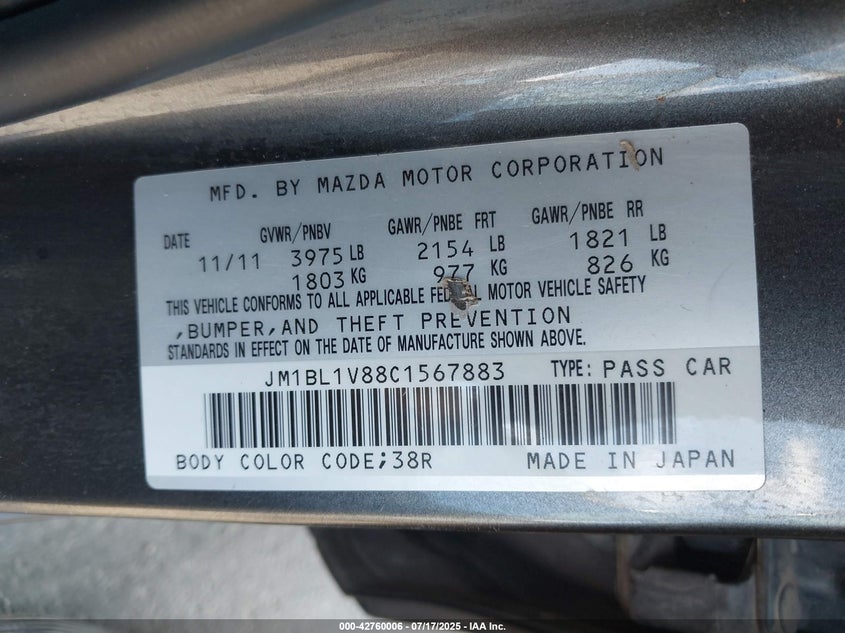 MFD. BY MAZDA MOTOR CORPORATION
DATE GVWR/PNBV GAWR/PNBE FRT GAWR/PNBE RR
11/11 3975 LB 2154 LB 1821 LB
1803 KG 977 KG 826 KG
THIS VEHICLE CONFORMS TO ALL APPLICABLE FEDERAL MOTOR VEHICLE SAFETY
,BUMPER,AND THEFT PREVENTION
STANDARDS IN EFFECT ON THE DATE OF MANUFACTURE SHOWN ABOVE.
JM1BL1V88C1567883 TYPE: PASS CAR
BODY COLOR CODE;38R MADE IN JAPAN
000-42760006 / 07/17/2025 - IAA Inc.